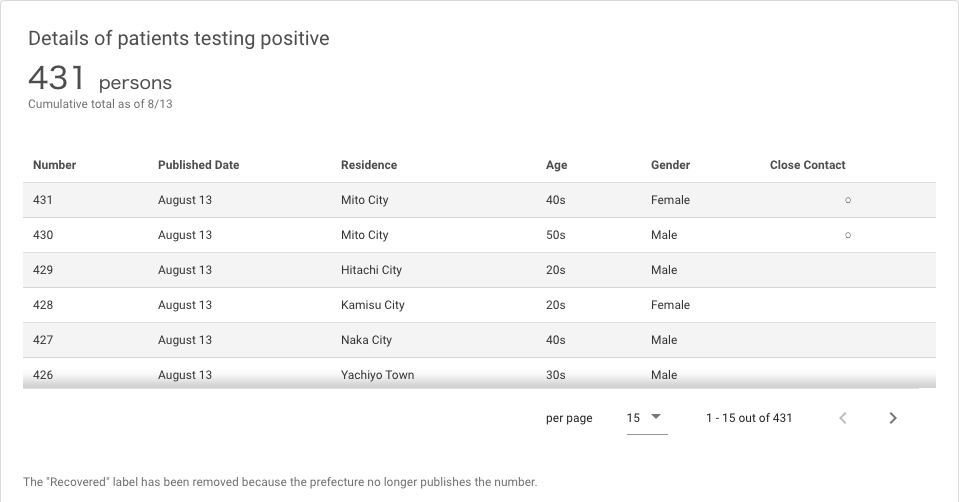 Details of patients testing positive
431 persons
Cumulative total as of 8/13
Number Published Date Residence Age Gender Close Contact
431 August 13 Mito City 40s Female ○
430 August 13 Mito City 50s Male ○
429 August 13 Hitachi City 20s Male
428 August 13 Kamisu City 20s Female
427 August 13 Naka City 40s Male
426 August 13 Yachiyo Town 30s Male
per page 15 1 - 15 out of 431
The "Recovered" label has been removed because the prefecture no longer publishes the number.